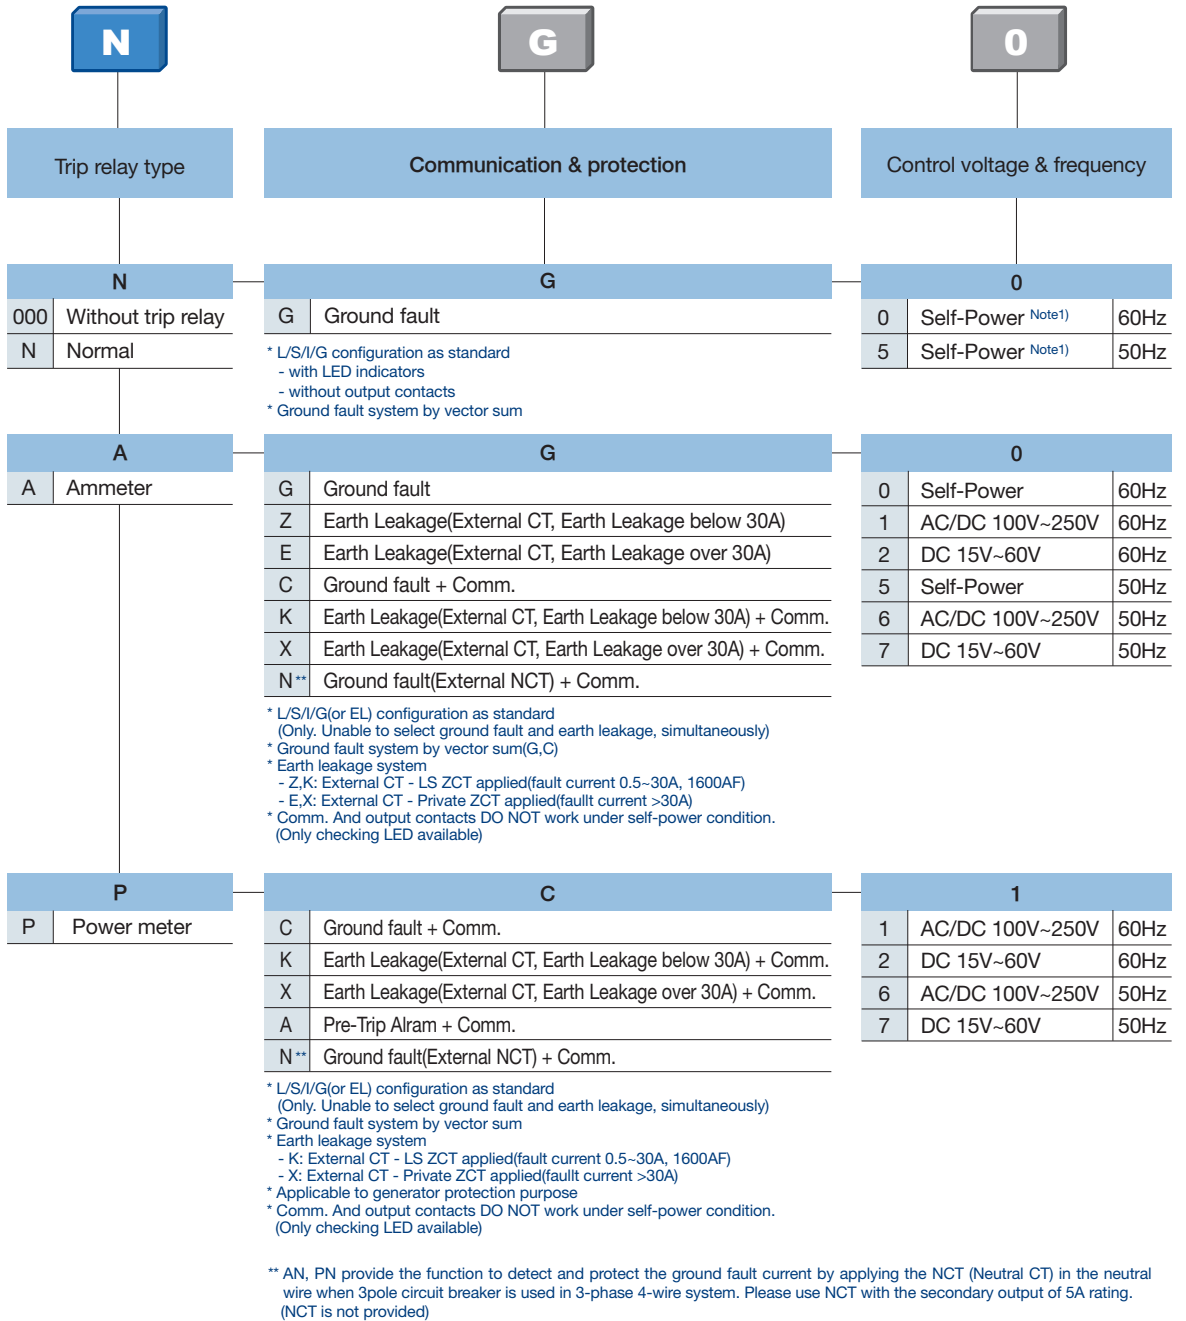 N G 0
Trip relay type
Communication & protection
Control voltage & frequency
N
000 Without trip relay
N Normal
G
G Ground fault
* L/S/I/G configuration as standard
- with LED indicators
- without output contacts
* Ground fault system by vector sum
0
0 Self-Power Note1) 60Hz
5 Self-Power Note1) 50Hz
A
A Ammeter
G
G Ground fault
Z Earth Leakage(External CT, Earth Leakage below 30A)
E Earth Leakage(External CT, Earth Leakage over 30A)
C Ground fault + Comm.
K Earth Leakage(External CT, Earth Leakage below 30A) + Comm.
X Earth Leakage(External CT, Earth Leakage over 30A) + Comm.
N** Ground fault(External NCT) + Comm.
* L/S/I/G(or EL) configuration as standard
(Only. Unable to select ground fault and earth leakage, simultaneously)
* Ground fault system by vector sum(G,C)
* Earth leakage system
- Z,K: External CT - LS ZCT applied(fault current 0.5~30A, 1600AF)
- E,X: External CT - Private ZCT applied(faullt current >30A)
* Comm. And output contacts DO NOT work under self-power condition.
(Only checking LED available)
0
0 Self-Power 60Hz
1 AC/DC 100V~250V 60Hz
2 DC 15V~60V 60Hz
5 Self-Power 50Hz
6 AC/DC 100V~250V 50Hz
7 DC 15V~60V 50Hz
P
P Power meter
C
C Ground fault + Comm.
K Earth Leakage(External CT, Earth Leakage below 30A) + Comm.
X Earth Leakage(External CT, Earth Leakage over 30A) + Comm.
A Pre-Trip Alram + Comm.
N** Ground fault(External NCT) + Comm.
* L/S/I/G(or EL) configuration as standard
(Only. Unable to select ground fault and earth leakage, simultaneously)
* Ground fault system by vector sum
* Earth leakage system
- K: External CT - LS ZCT applied(fault current 0.5~30A, 1600AF)
- X: External CT - Private ZCT applied(faullt current >30A)
* Applicable to generator protection purpose
* Comm. And output contacts DO NOT work under self-power condition.
(Only checking LED available)
1
1 AC/DC 100V~250V 60Hz
2 DC 15V~60V 60Hz
6 AC/DC 100V~250V 50Hz
7 DC 15V~60V 50Hz
** AN, PN provide the function to detect and protect the ground fault current by applying the NCT (Neutral CT) in the neutral
wire when 3pole circuit breaker is used in 3-phase 4-wire system. Please use NCT with the secondary output of 5A rating.
(NCT is not provided)